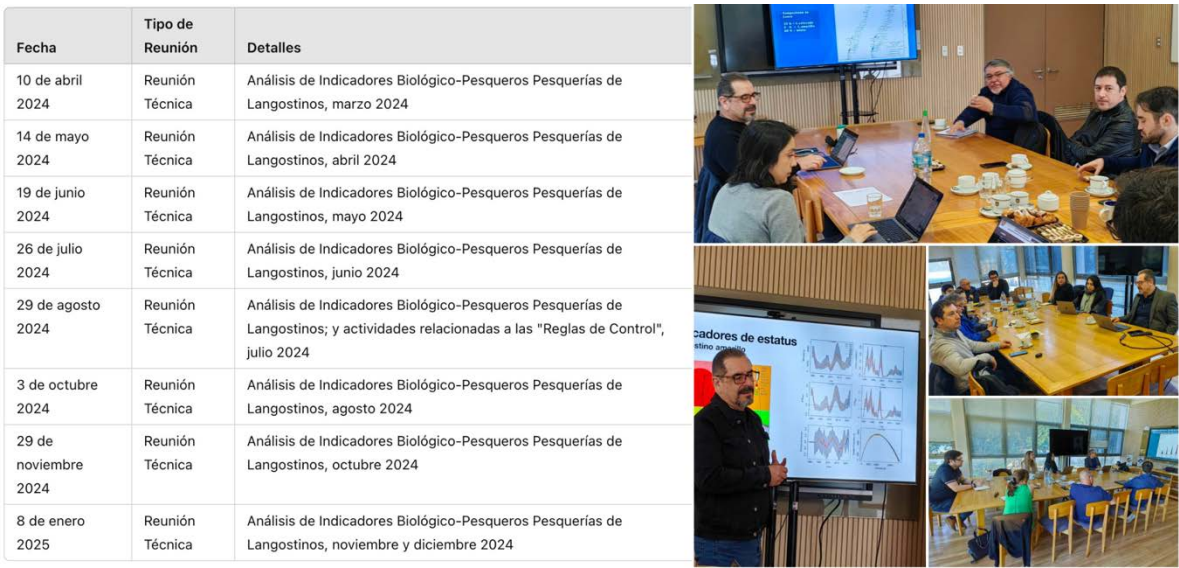 Fecha
Tipo de
Reunión
Detalles
10 de abril
2024
Reunión
Técnica
Análisis de Indicadores Biológico-Pesqueros Pesquerías de
Langostinos, marzo 2024
14 de mayo
2024
Reunión
Técnica
Análisis de Indicadores Biológico-Pesqueros Pesquerías de
Langostinos, abril 2024
19 de junio
2024
Reunión
Técnica
Análisis de Indicadores Biológico-Pesqueros Pesquerías de
Langostinos, mayo 2024
26 de julio
2024
Reunión
Técnica
Análisis de Indicadores Biológico-Pesqueros Pesquerías de
Langostinos, junio 2024
29 de agosto
2024
Reunión
Técnica
Análisis de Indicadores Biológico-Pesqueros Pesquerías de
Langostinos; y actividades relacionadas a las "Reglas de Control",
julio 2024
3 de octubre
2024
Reunión
Técnica
Análisis de Indicadores Biológico-Pesqueros Pesquerías de
Langostinos, agosto 2024
29 de
noviembre
2024
Reunión
Técnica
Análisis de Indicadores Biológico-Pesqueros Pesquerías de
Langostinos, octubre 2024
8 de enero
2025
Reunión
Técnica
Análisis de Indicadores Biológico-Pesqueros Pesquerías de
Langostinos, noviembre y diciembre 2024
cadores de estatus
stino amarillo